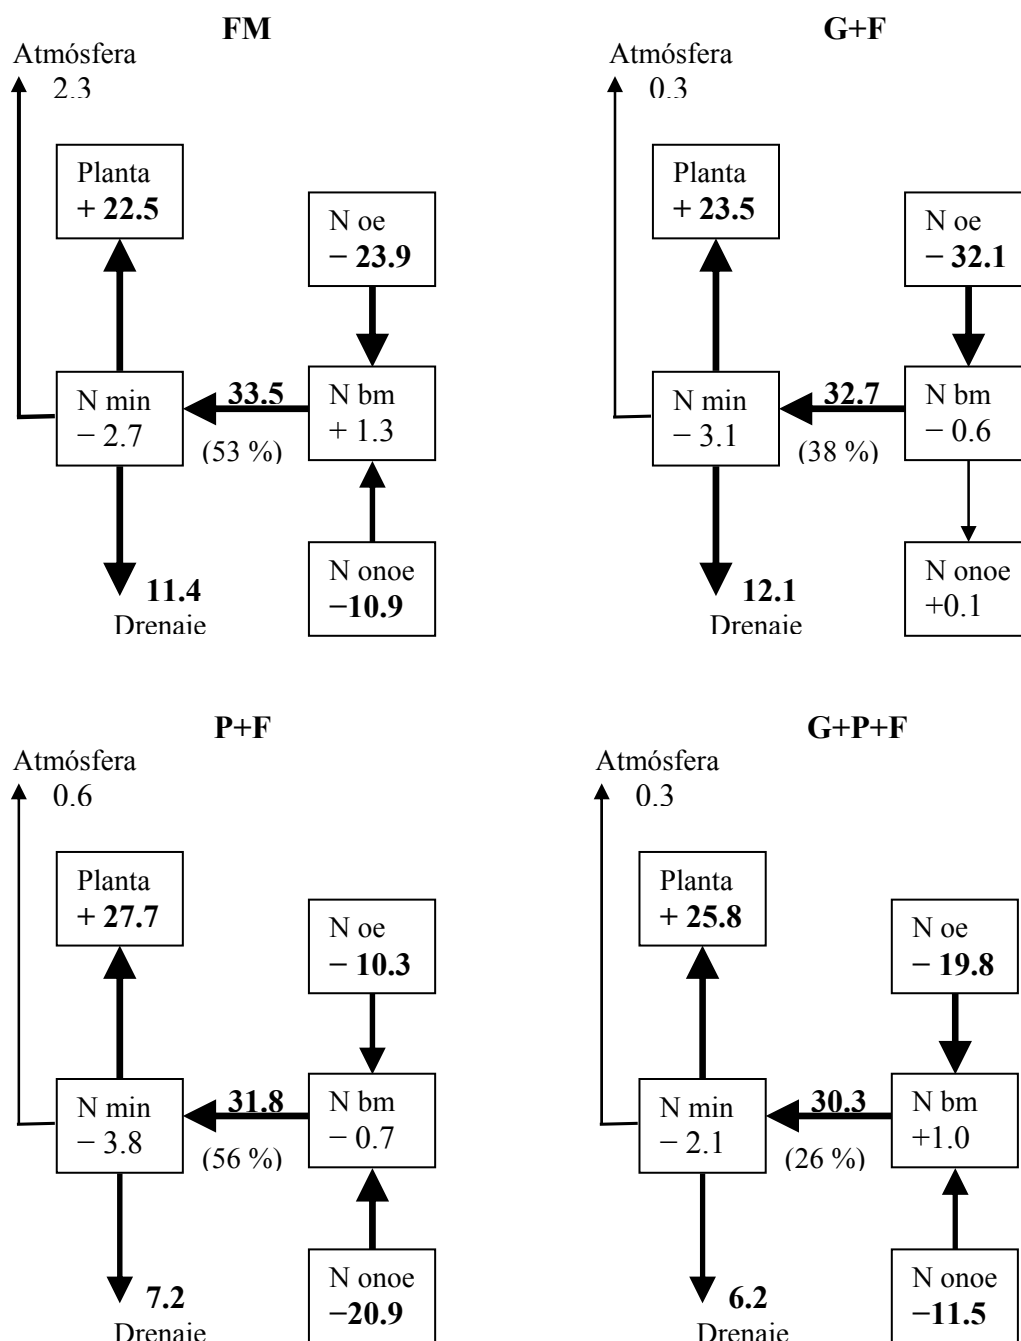 FM
Atmósfera
2.3
Planta
+ 22.5
N oe
− 23.9
N min
− 2.7
33.5
(53 %)
N bm
+ 1.3
11.4
Drenaje
N onoe
−10.9
G+F
Atmósfera
0.3
Planta
+ 23.5
N oe
− 32.1
N min
− 3.1
32.7
(38 %)
N bm
− 0.6
12.1
Drenaje
N onoe
+0.1
P+F
Atmósfera
0.6
Planta
+ 27.7
N oe
− 10.3
N min
− 3.8
31.8
(56 %)
N bm
− 0.7
7.2
Drenaje
N onoe
−20.9
G+P+F
Atmósfera
0.3
Planta
+ 25.8
N oe
− 19.8
N min
− 2.1
30.3
(26 %)
N bm
+1.0
6.2
Drenaje
N onoe
−11.5